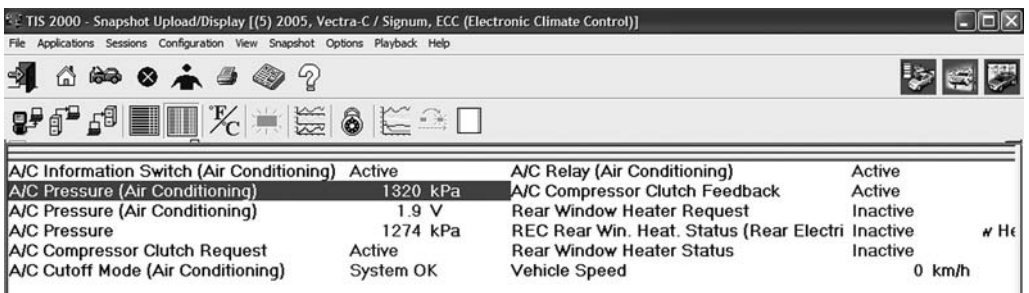 TIS 2000 - Snapshot Upload/Display [(5) 2005, Vectra-C / Signum, ECC (Electronic Climate Control)]
File Applications Sessions Configuration View Snapshot Options Playback Help
°F/C
A/C Information Switch (Air Conditioning) Active A/C Relay (Air Conditioning) Active
A/C Pressure (Air Conditioning) 1320 kPa A/C Compressor Clutch Feedback Active
A/C Pressure (Air Conditioning) 1.9 V Rear Window Heater Request Inactive
A/C Pressure 1274 kPa REC Rear Win. Heat. Status (Rear Electri Inactive
A/C Compressor Clutch Request Active Rear Window Heater Status Inactive
A/C Cutoff Mode (Air Conditioning) System OK Vehicle Speed 0 km/h